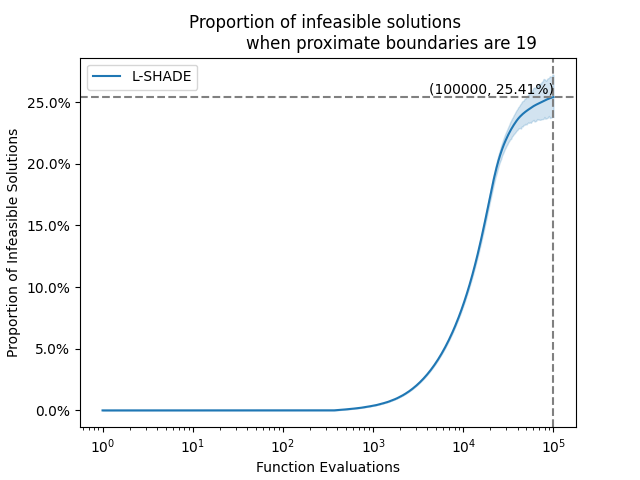 Proportion of infeasible solutions
when proximate boundaries are 19
L-SHADE
(100000, 25.41%)
25.0%
20.0%
15.0%
10.0%
5.0%
0.0%
Proportion of Infeasible Solutions
10⁰ 10¹ 10² 10³ 10⁴ 10⁵
Function Evaluations